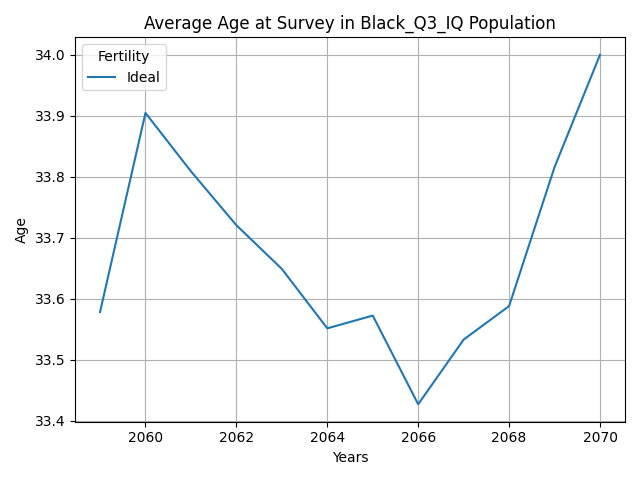 Average Age at Survey in Black_Q3_IQ Population
Fertility
Ideal
34.0
33.9
33.8
33.7
33.6
33.5
33.4
Age
2060
2062
2064
2066
2068
2070
Years